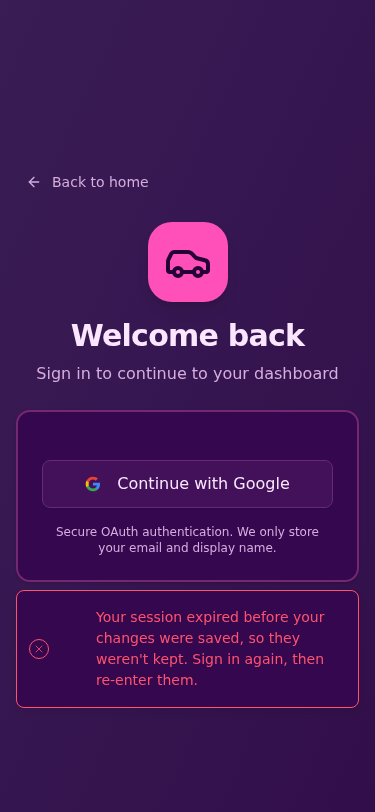 Back to home
Welcome back
Sign in to continue to your dashboard
Continue with Google
Secure OAuth authentication. We only store
your email and display name.
Your session expired before your
changes were saved, so they
weren't kept. Sign in again, then
re-enter them.